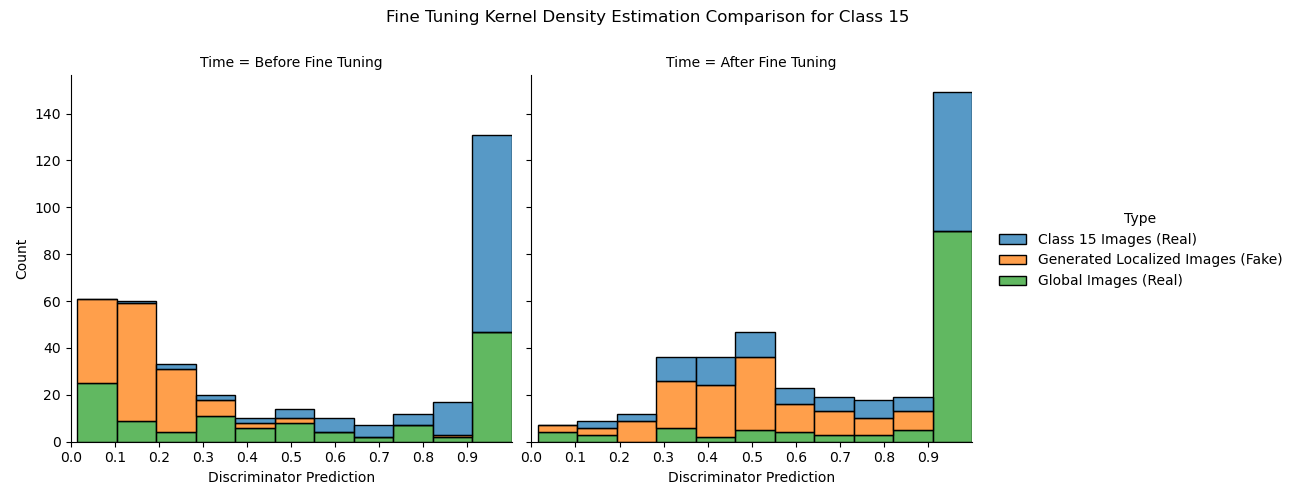 Fine Tuning Kernel Density Estimation Comparison for Class 15
Time = Before Fine Tuning
Time = After Fine Tuning
Count
140
120
100
80
60
40
20
0
0.0 0.1 0.2 0.3 0.4 0.5 0.6 0.7 0.8 0.9
Discriminator Prediction
0.0 0.1 0.2 0.3 0.4 0.5 0.6 0.7 0.8 0.9
Discriminator Prediction
Type
Class 15 Images (Real)
Generated Localized Images (Fake)
Global Images (Real)